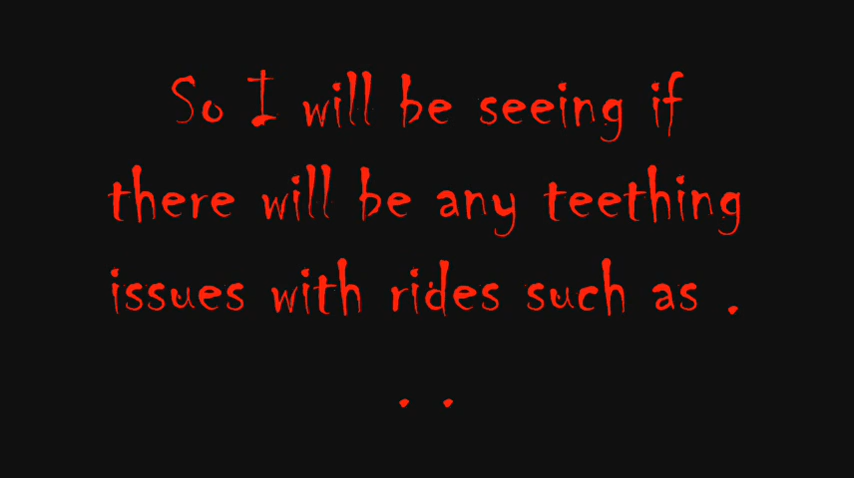 So I will be seeing if
there will be any teething
issues with rides such as .
. .